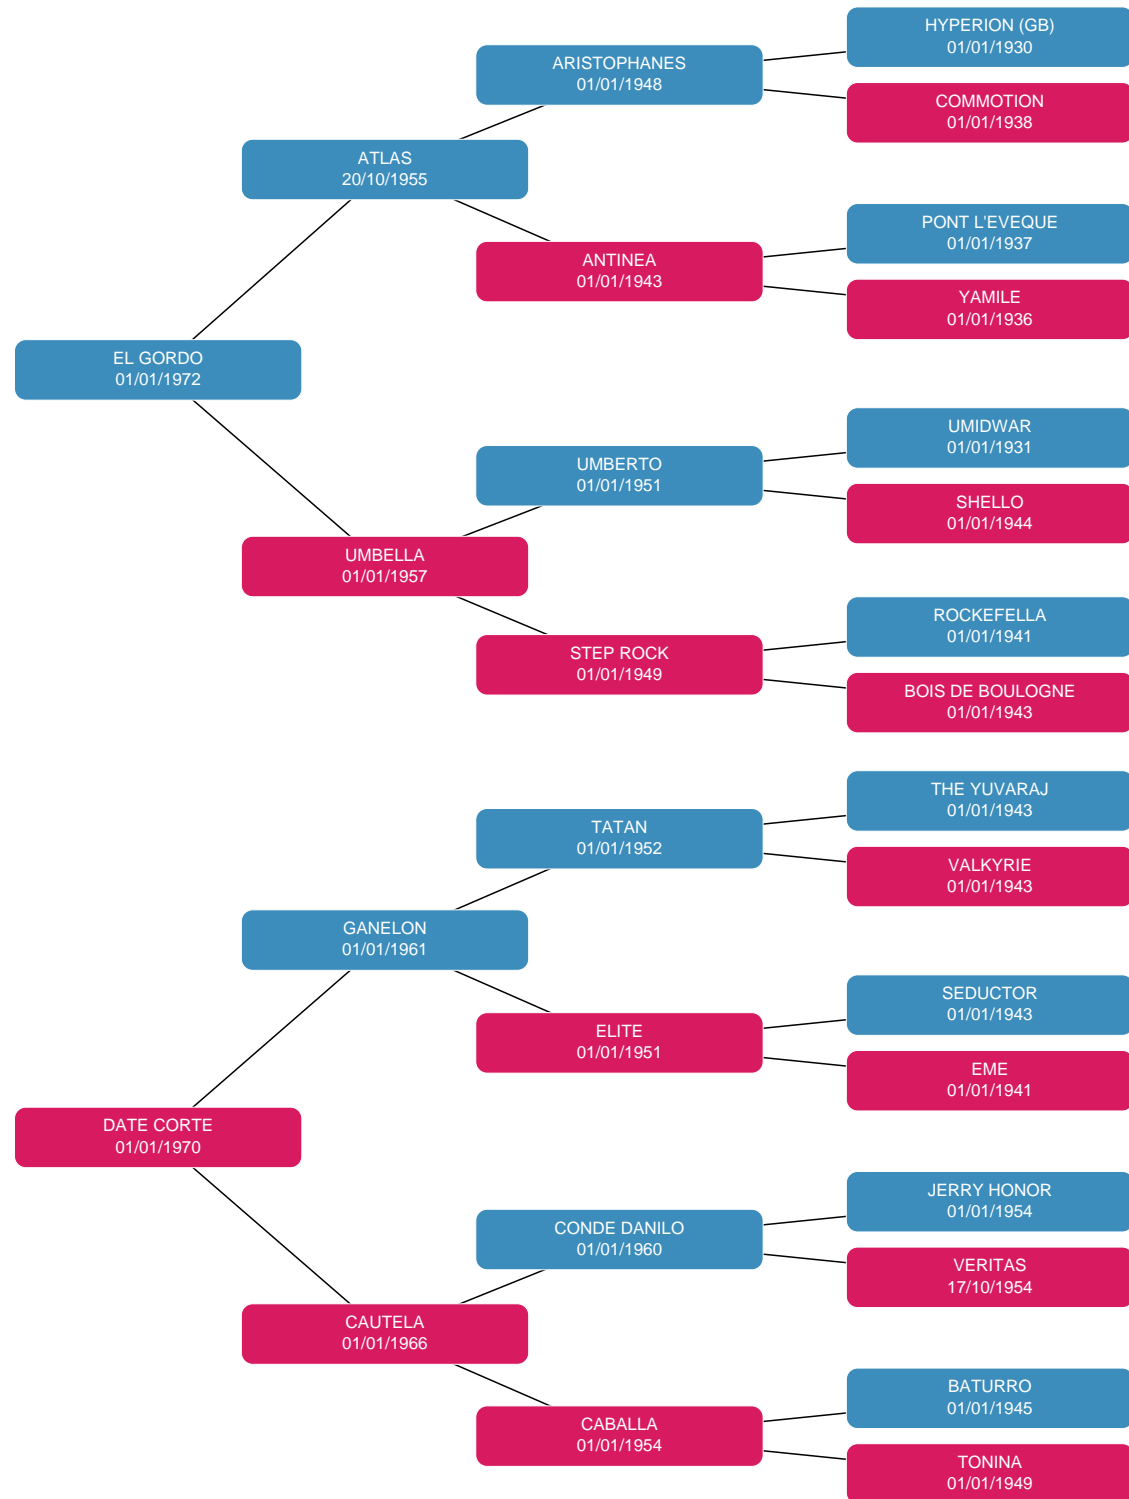 HYPERION (GB)
01/01/1930
ARISTOPHANES
01/01/1948
COMMOTION
01/01/1938
ATLAS
20/10/1955
PONT L'EVEQUE
01/01/1937
ANTINEA
01/01/1943
YAMILE
01/01/1936
EL GORDO
01/01/1972
UMIDWAR
01/01/1931
UMBERTO
01/01/1951
SHELLO
01/01/1944
UMBELLA
01/01/1957
ROCKEFELLA
01/01/1941
STEP ROCK
01/01/1949
BOIS DE BOULOGNE
01/01/1943
THE YUVARAJ
01/01/1943
TATAN
01/01/1952
VALKYRIE
01/01/1943
GANELON
01/01/1961
SEDUCTOR
01/01/1943
ELITE
01/01/1951
EME
01/01/1941
DATE CORTE
01/01/1970
JERRY HONOR
01/01/1954
CONDE DANILO
01/01/1960
VERITAS
17/10/1954
CAUTELA
01/01/1966
BATURRO
01/01/1945
CABALLA
01/01/1954
TONINA
01/01/1949